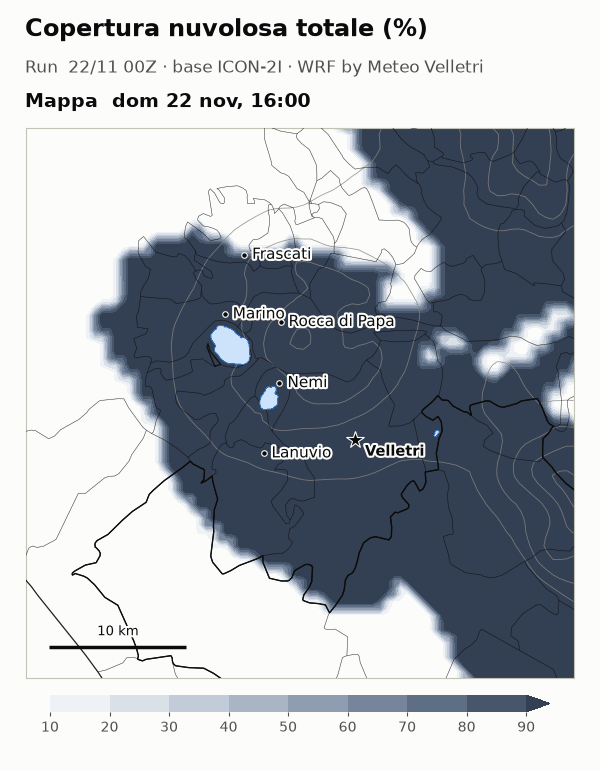 Copertura nuvolosa totale (%)
Run  22/11 00Z · base ICON-2I · WRF by Meteo Velletri
Mappa  dom 22 nov, 16:00
Frascati
Marino
Rocca di Papa
Nemi
Velletri
Lanuvio
10 km
10 20 30 40 50 60 70 80 90